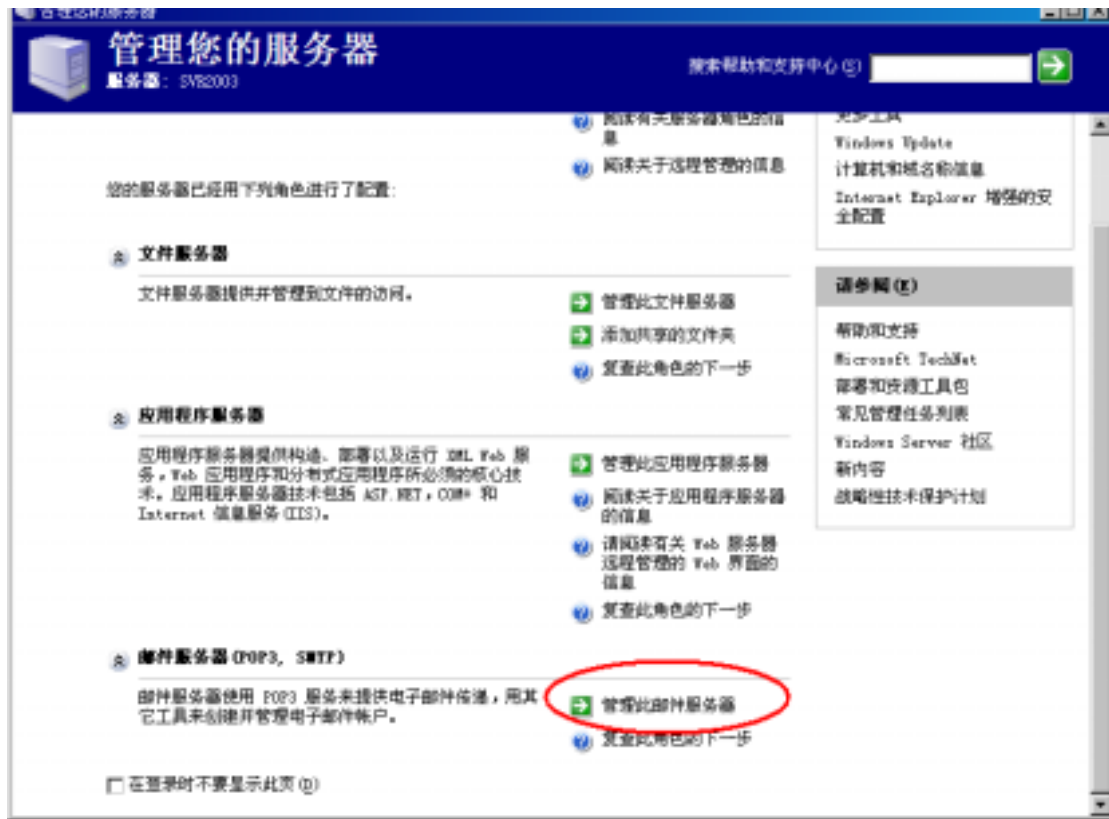 管理您的服务器
管理您的服务器
服务器: SVR2003
搜索帮助和支持中心(S)
阅读有关服务器角色的信
息
阅读关于远程管理的信息
您的服务器已经用下列角色进行了配置:
文件服务器
文件服务器提供并管理到文件的访问。
管理此文件服务器
添加共享的文件夹
复查此角色的下一步
应用程序服务器
应用程序服务器提供构造、部署以及运行 XML Web 服
务,Web 应用程序和分布式应用程序所必须的核心技
术。应用程序服务器技术包括 ASP.NET,COM+ 和
Internet 信息服务(IIS)。
管理此应用程序服务器
阅读关于应用程序服务器
的信息
请阅读有关 Web 服务器
远程管理的 Web 界面的
信息
复查此角色的下一步
邮件服务器(POP3, SMTP)
邮件服务器使用 POP3 服务来提供电子邮件传递,用其
它工具来创建并管理电子邮件帐户。
管理此邮件服务器
复查此角色的下一步
在登录时不要显示此页(D)
更多工具
Windows Update
计算机和域名称信息
Internet Explorer 增强的安
全配置
请参阅(E)
帮助和支持
Microsoft TechNet
部署和资源工具包
常见管理任务列表
Windows Server 社区
新内容
战略性技术保护计划